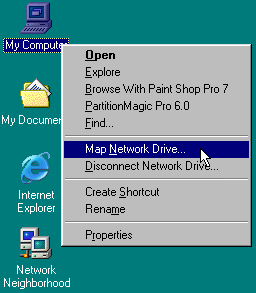 My Computer
Open
Explore
Browse With Paint Shop Pro 7
PartitionMagic Pro 6.0
Find...
Map Network Drive...
Disconnect Network Drive...
Create Shortcut
Rename
Properties
My Docum
Internet
Explorer
Network
Neighborhood